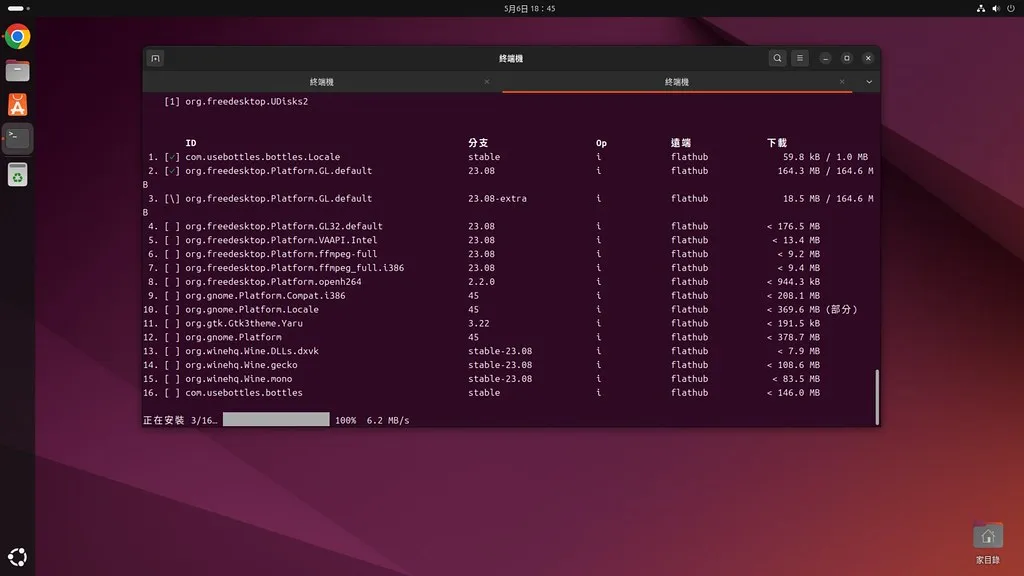 5月6日 18：45
終端機
終端機
終端機
[1] org.freedesktop.UDisks2
ID 分支 Op 遠端 下載
1. [✓] com.usebottles.bottles.Locale stable i flathub 59.8 kB / 1.0 MB
2. [✓] org.freedesktop.Platform.GL.default 23.08 i flathub 164.3 MB / 164.6 M
B
3. [\] org.freedesktop.Platform.GL.default 23.08-extra i flathub 18.5 MB / 164.6 M
B
4. [ ] org.freedesktop.Platform.GL32.default 23.08 i flathub < 176.5 MB
5. [ ] org.freedesktop.Platform.VAAPI.Intel 23.08 i flathub < 13.4 MB
6. [ ] org.freedesktop.Platform.ffmpeg-full 23.08 i flathub < 9.2 MB
7. [ ] org.freedesktop.Platform.ffmpeg_full.i386 23.08 i flathub < 9.4 MB
8. [ ] org.freedesktop.Platform.openh264 2.2.0 i flathub < 944.3 kB
9. [ ] org.gnome.Platform.Compat.i386 45 i flathub < 208.1 MB
10. [ ] org.gnome.Platform.Locale 45 i flathub < 369.6 MB (部分)
11. [ ] org.gtk.Gtk3theme.Yaru 3.22 i flathub < 191.5 kB
12. [ ] org.gnome.Platform 45 i flathub < 378.7 MB
13. [ ] org.winehq.Wine.DLLs.dxvk stable-23.08 i flathub < 7.9 MB
14. [ ] org.winehq.Wine.gecko stable-23.08 i flathub < 108.6 MB
15. [ ] org.winehq.Wine.mono stable-23.08 i flathub < 83.5 MB
16. [ ] com.usebottles.bottles stable i flathub < 146.0 MB
正在安裝 3/16… 100% 6.2 MB/s
家目錄